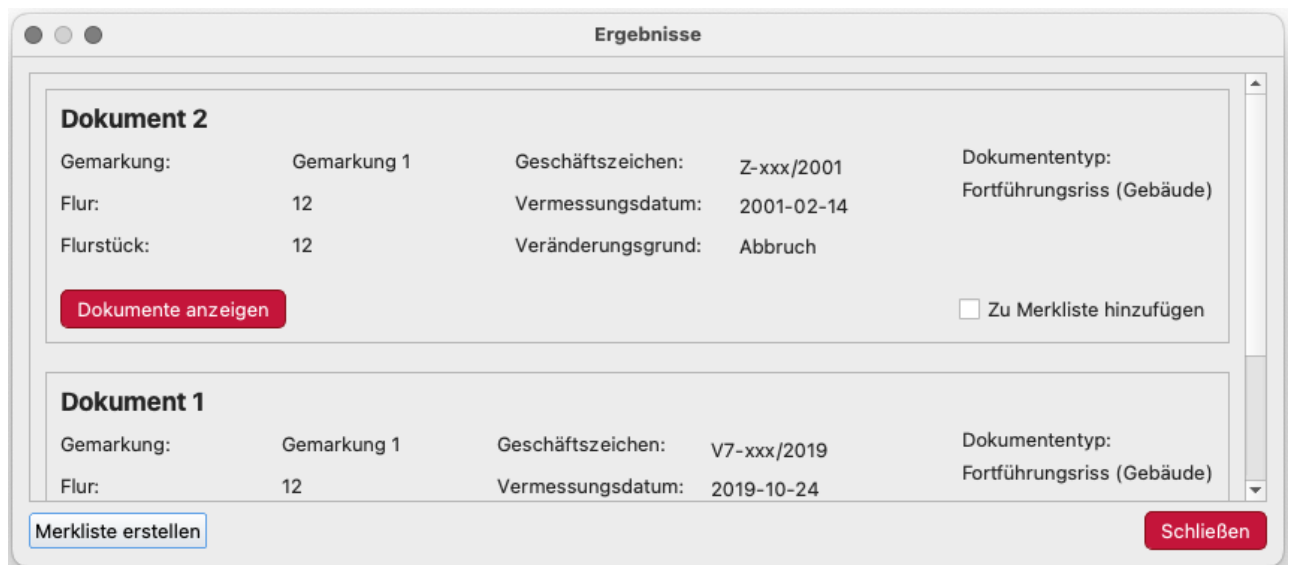 Ergebnisse
Dokument 2
Gemarkung: Gemarkung 1 Geschäftszeichen: Z-xxx/2001 Dokumententyp:
Flur: 12 Vermessungsdatum: 2001-02-14 Fortführungsriss (Gebäude)
Flurstück: 12 Veränderungsgrund: Abbruch
Dokumente anzeigen Zu Merkliste hinzufügen
Dokument 1
Gemarkung: Gemarkung 1 Geschäftszeichen: V7-xxx/2019 Dokumententyp:
Flur: 12 Vermessungsdatum: 2019-10-24 Fortführungsriss (Gebäude)
Merkliste erstellen Schließen